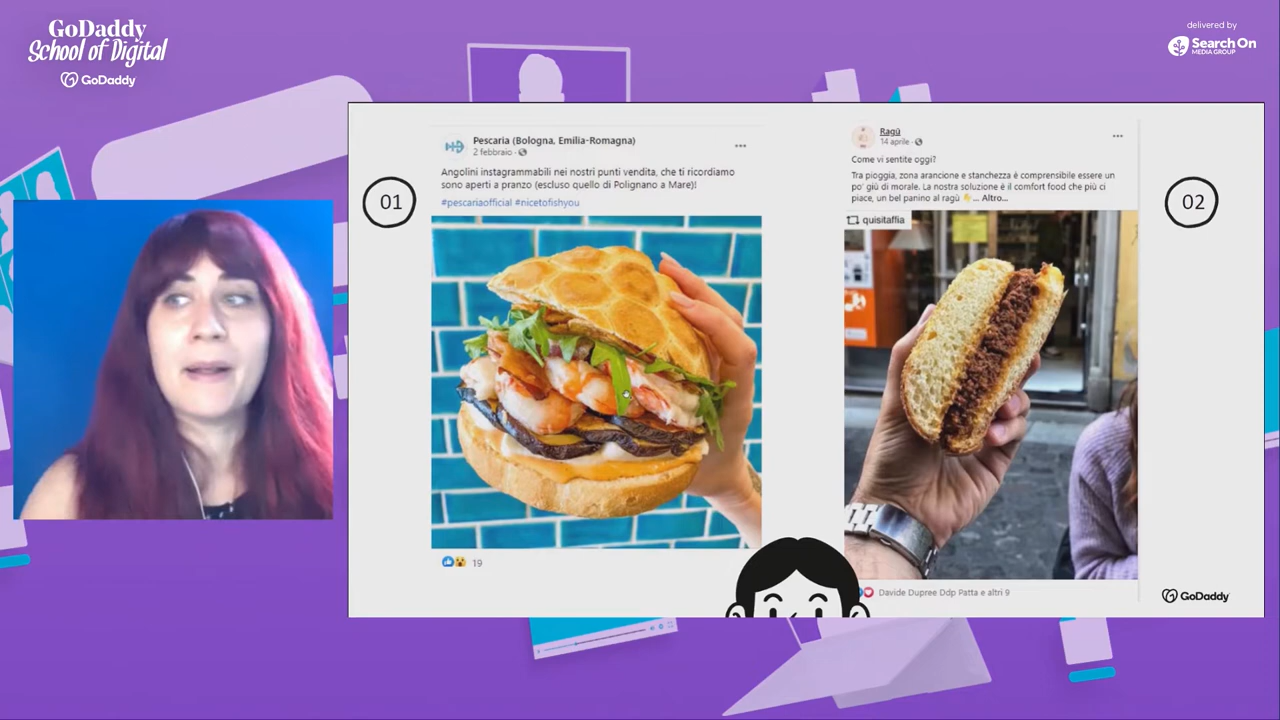 GoDaddy
School of Digital
GoDaddy
delivered by
Search On
MEDIA GROUP
01
Pescaria (Bologna, Emilia-Romagna)
2 febbraio ·
Angolini instagrammabili nei nostri punti vendita, che ti ricordiamo
sono aperti a pranzo (escluso quello di Polignano a Mare)!
#pescariaofficial #nicetofishyou
19
Ragù
14 aprile ·
Come vi sentite oggi?
Tra pioggia, zona arancione e stanchezza è comprensibile essere un
po' giù di morale. La nostra soluzione è il comfort food che più ci
piace, un bel panino al ragù 👋... Altro...
quisitaffia
Davide Dupree Ddp Patta e altri 9
02
GoDaddy